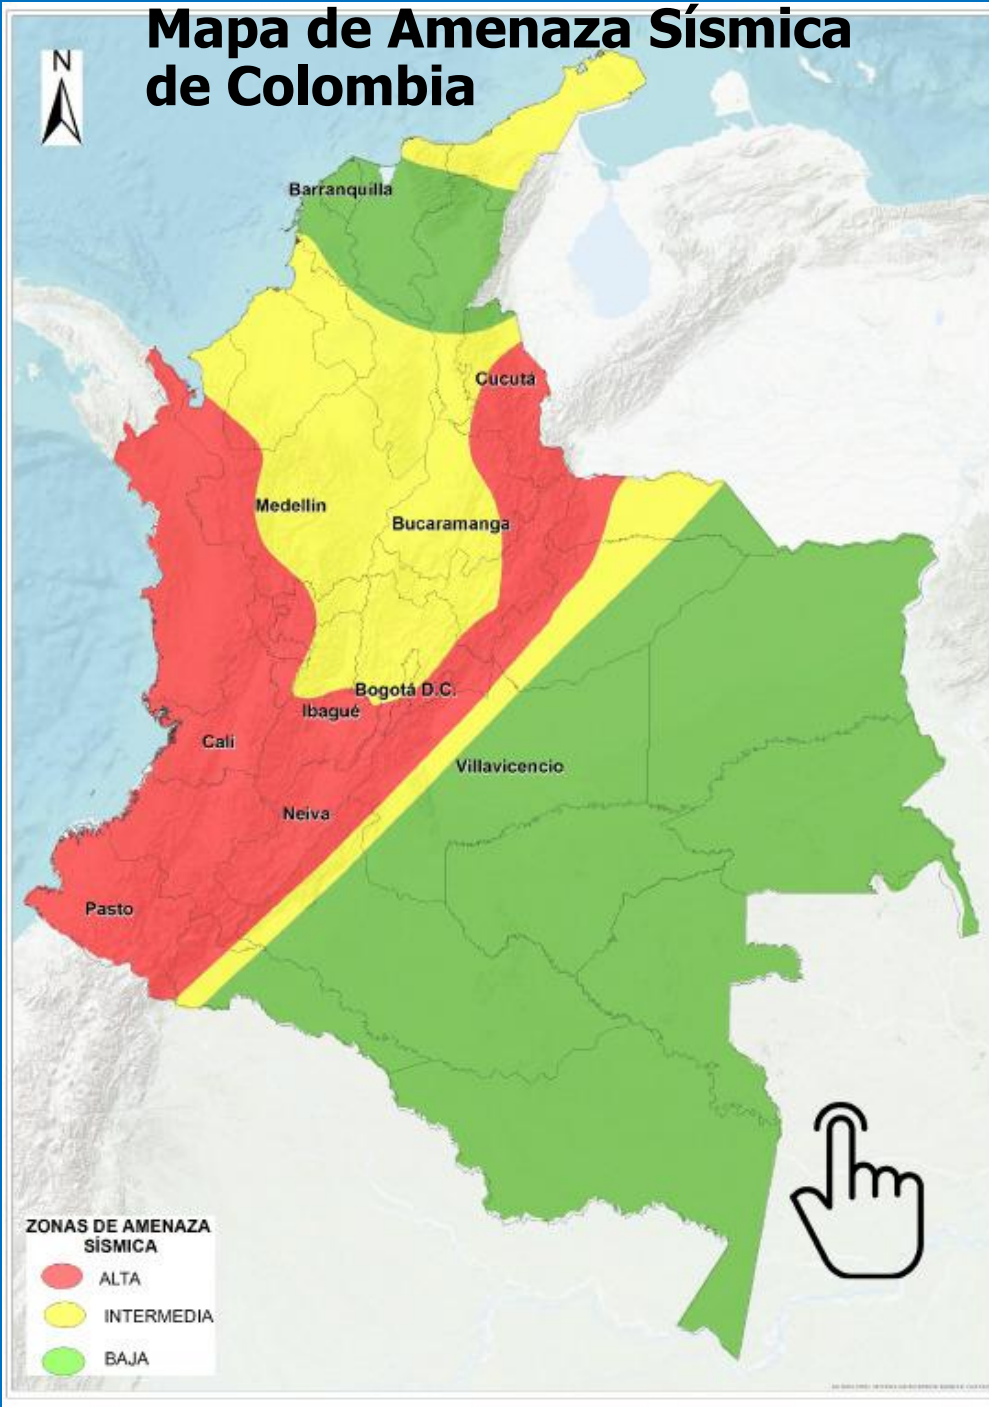 Mapa de Amenaza Sísmica
de Colombia
N
Barranquilla
Cucutá
Medellin
Bucaramanga
Bogotá D.C.
Ibagué
Cali
Villavicencio
Neiva
Pasto
ZONAS DE AMENAZA
SÍSMICA
ALTA
INTERMEDIA
BAJA